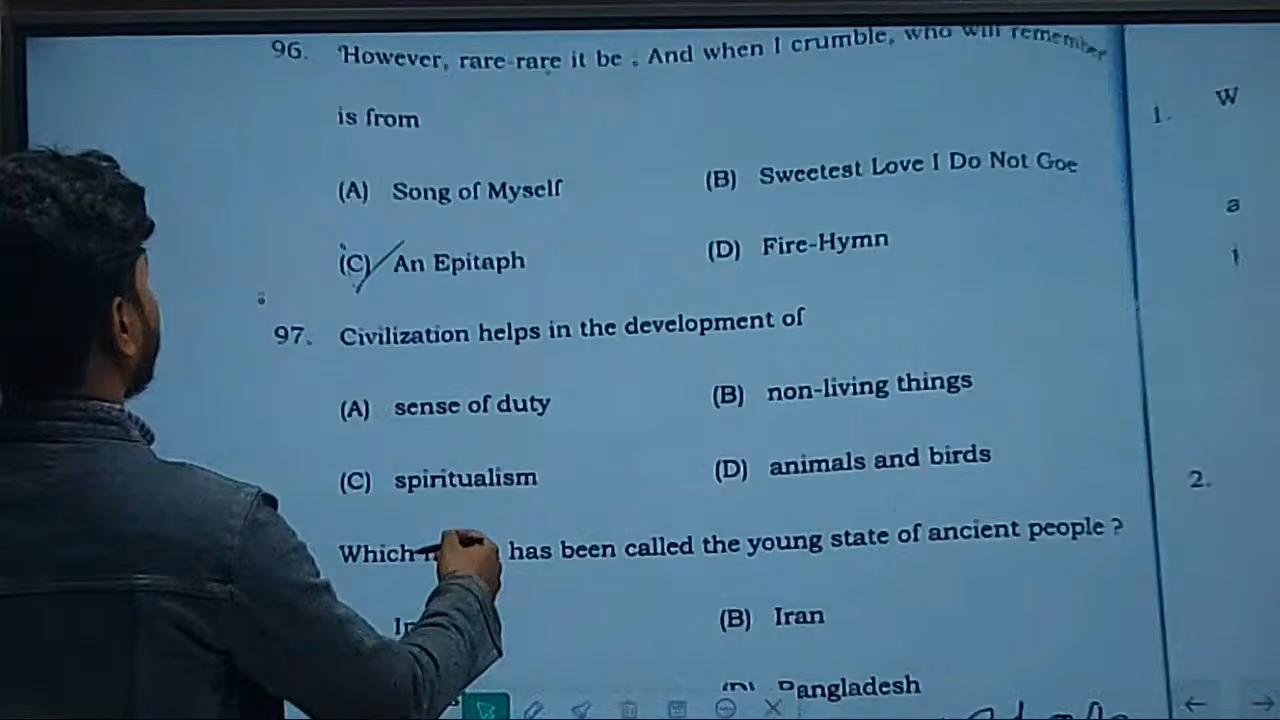 96. 'However, rare-rare it be . And when I crumble, who will remember
is from
(A) Song of Myself (B) Sweetest Love I Do Not Goe
(C) An Epitaph (D) Fire-Hymn
97. Civilization helps in the development of
(A) sense of duty (B) non-living things
(C) spiritualism (D) animals and birds
Which has been called the young state of ancient people ?
(B) Iran
Bangladesh
1. W
a
i
2.